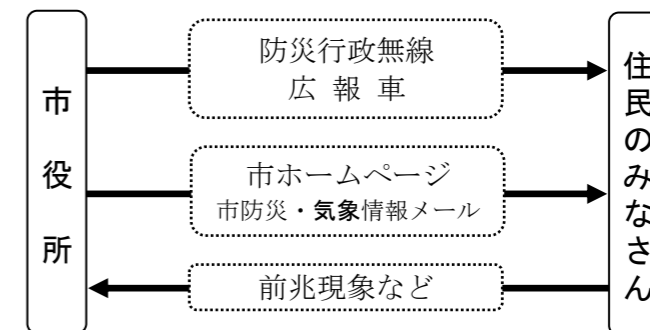 市役所
防災行政無線
広報車
市ホームページ
市防災・気象情報メール
前兆現象など
住民のみなさん